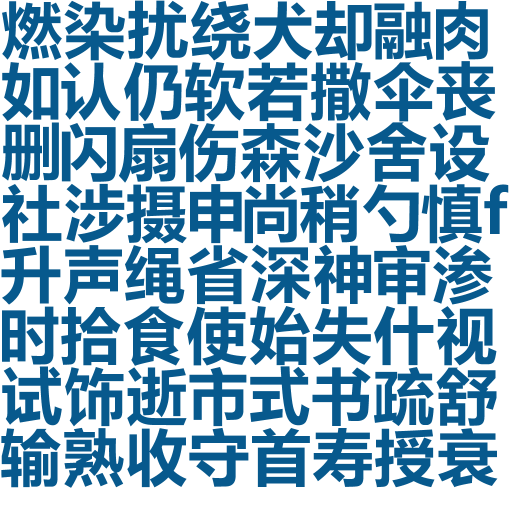 燃染扰绕犬却融肉
如认仍软若撒伞丧
删闪扇伤森沙舍设
社涉摄申尚稍勺慎f
升声绳省深神审渗
时拾食使始失什视
试饰逝市式书疏舒
输熟收守首寿授衰